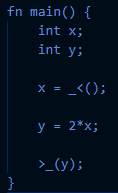 fn main() {
    int x;
    int y;

    x = _<();

    y = 2*x;

    >_(y);
}